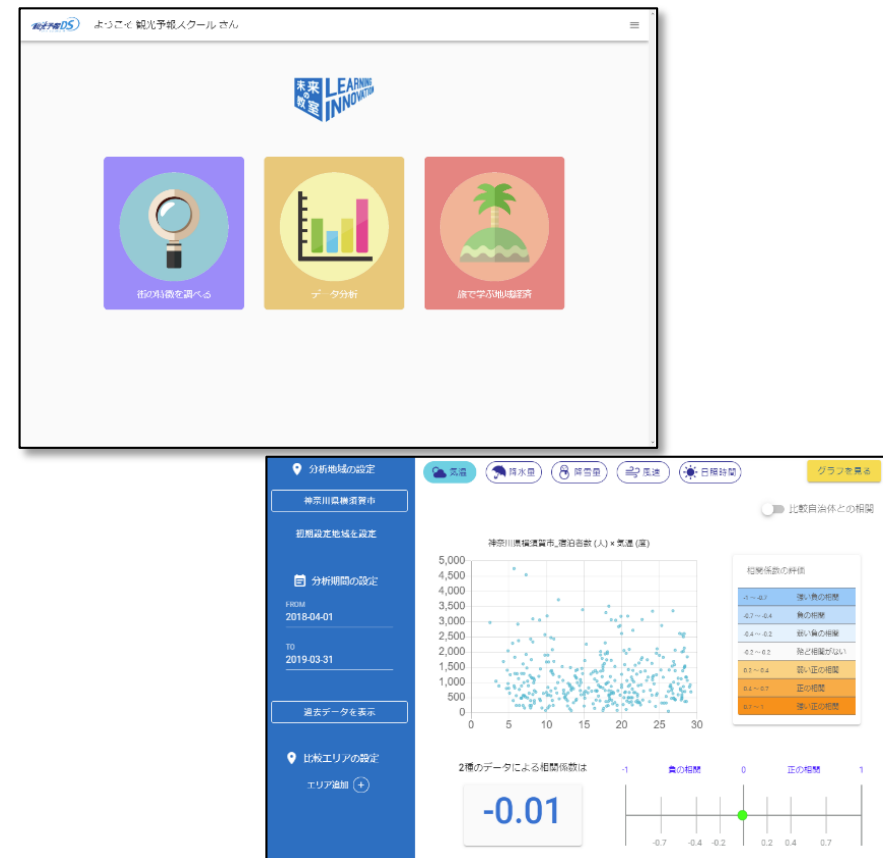 観光予報DS
ようこそ 観光予報スクール さん
未来の教室
LEARNING
INNOVATION
街の特徴を調べる
データ分析
旅で学ぶ地域経済
分析地域の設定
神奈川県横須賀市
初期設定地域を設定
分析期間の設定
FROM
2018-04-01
TO
2019-03-31
過去データを表示
比較エリアの設定
エリア追加
気温
降水量
降雪量
風速
日照時間
グラフを見る
比較自治体との相関
神奈川県横須賀市_宿泊者数 (人) × 気温 (度)
5,000
4,500
4,000
3,500
3,000
2,500
2,000
1,500
1,000
500
0
0 5 10 15 20 25 30
相関係数の評価
-1 ～ -0.7 強い負の相関
-0.7 ～ -0.4 負の相関
-0.4 ～ -0.2 弱い負の相関
-0.2 ～ 0.2 殆ど相関がない
0.2 ～ 0.4 弱い正の相関
0.4 ～ 0.7 正の相関
0.7 ～ 1 強い正の相関
2種のデータによる相関係数は
-0.01
-1 負の相関 0 正の相関 1
-0.7 -0.4 -0.2 0.2 0.4 0.7